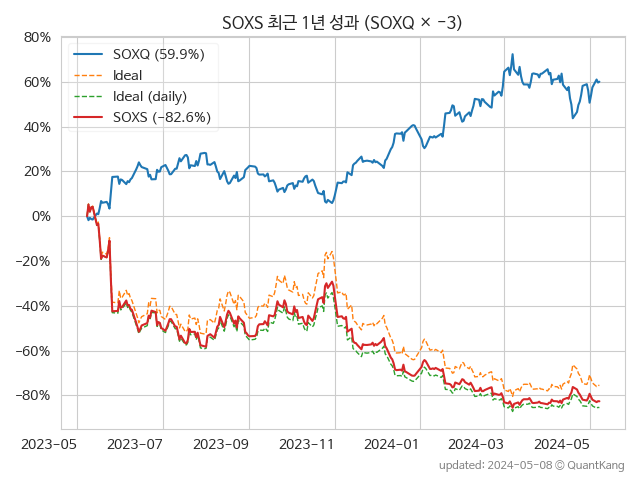 SOXS 최근 1년 성과 (SOXQ × −3)
80%
60%
40%
20%
0%
−20%
−40%
−60%
−80%
SOXQ (59.9%)
Ideal
Ideal (daily)
SOXS (−82.6%)
2023-05 2023-07 2023-09 2023-11 2024-01 2024-03 2024-05
updated: 2024-05-08 ⓒ QuantKang